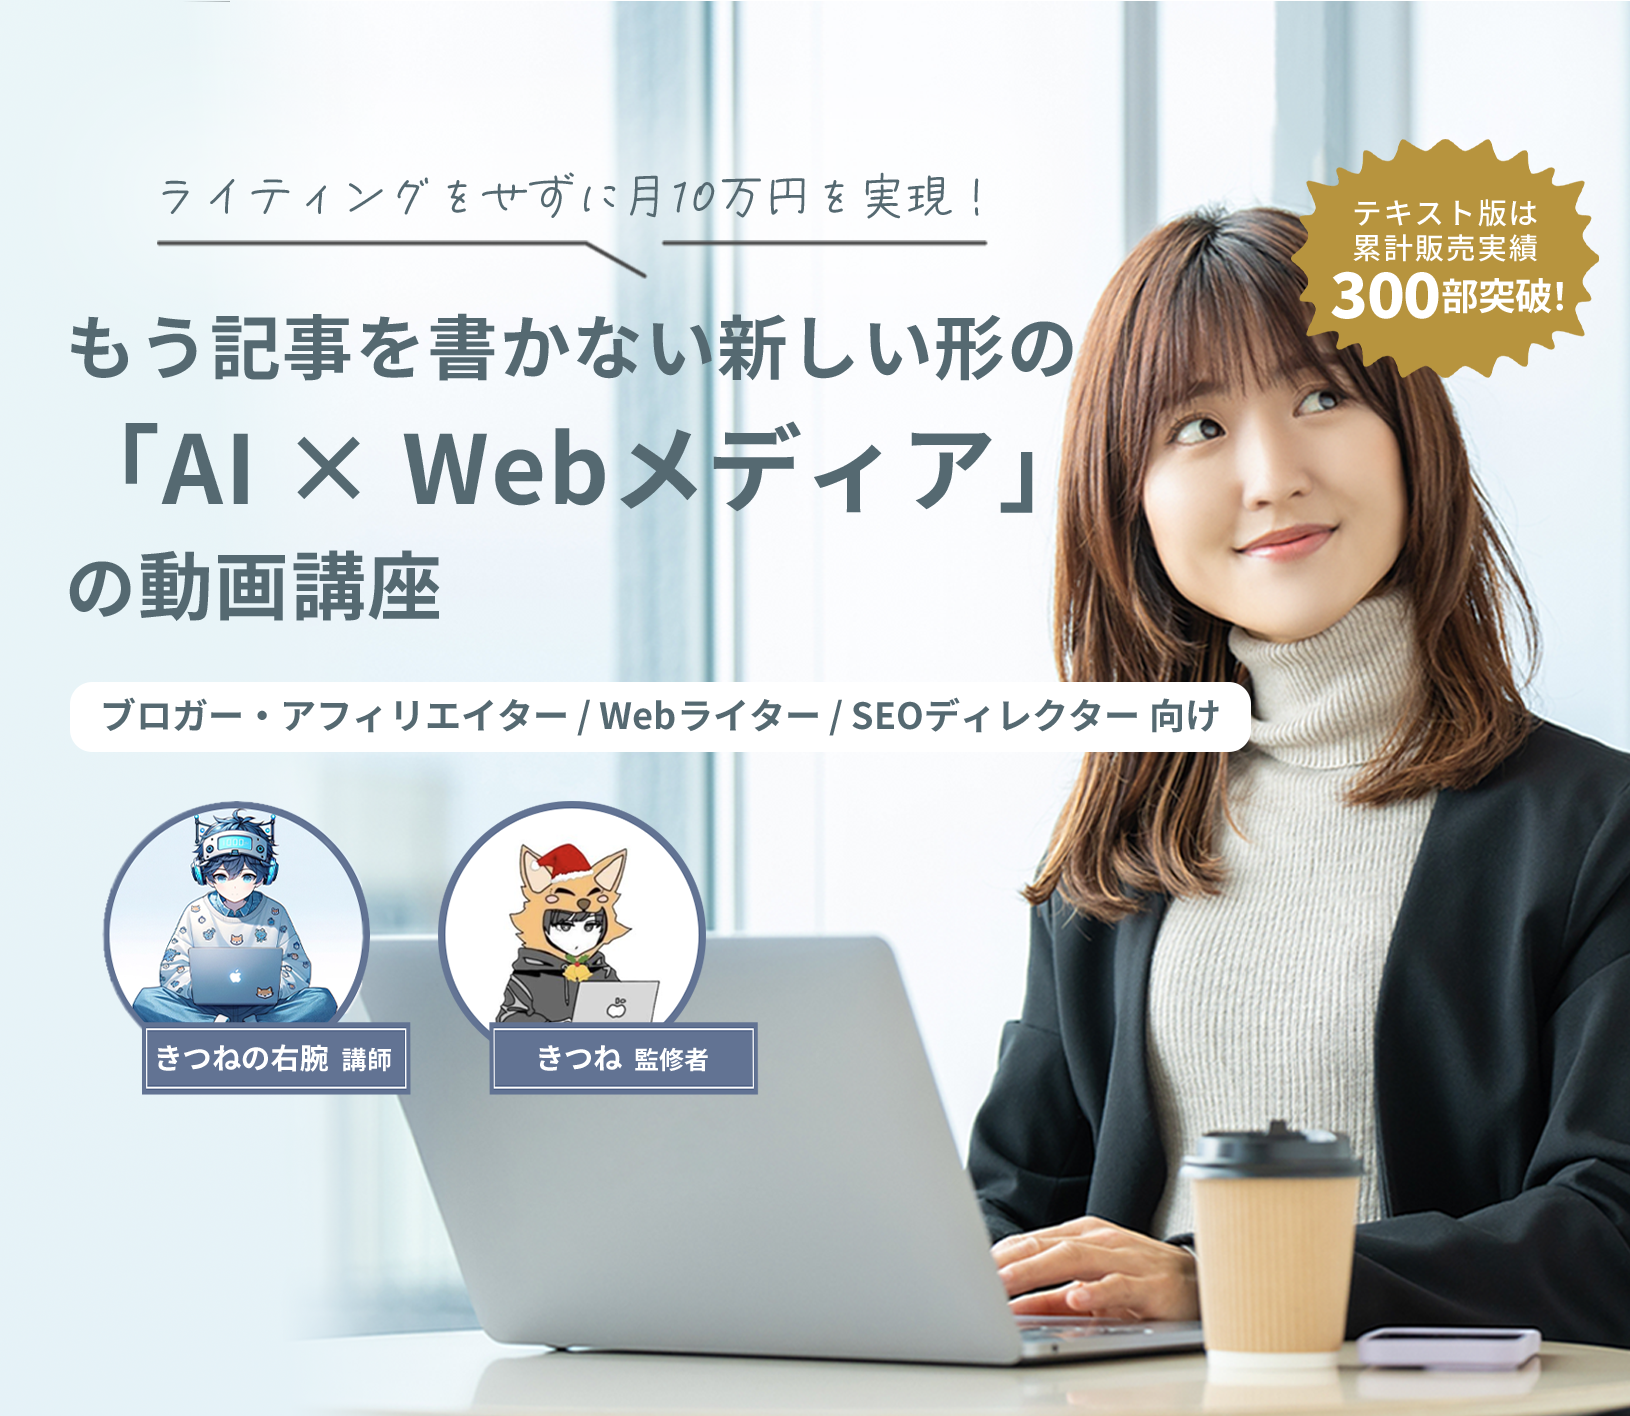 ライティングをせずに月10万円を実現！
テキスト版は
累計販売実績
300部突破!
もう記事を書かない新しい形の
「AI × Webメディア」
の動画講座
ブロガー・アフィリエイター / Webライター / SEOディレクター 向け
きつねの右腕 講師
きつね 監修者